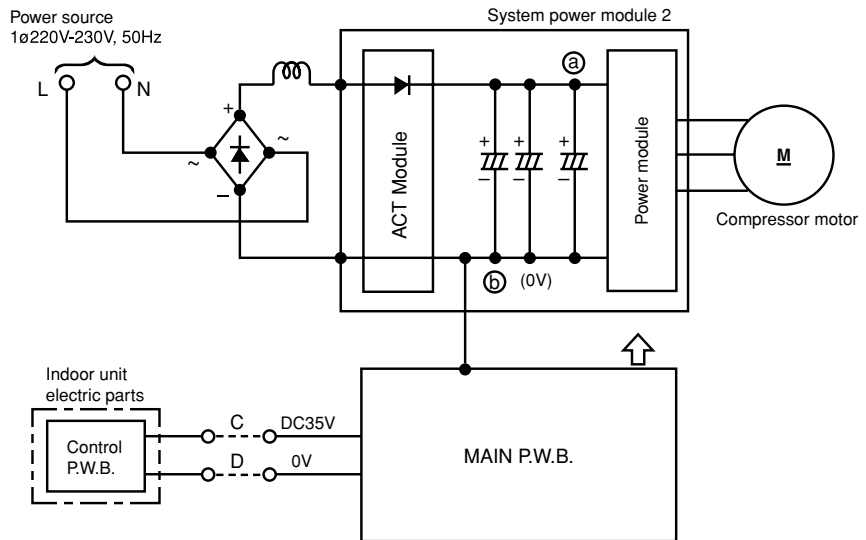 Power source
1ø220V-230V, 50Hz
L
N
System power module 2
ACT Module
Power module
M
Compressor motor
+
~
~
–
+
–
+
–
+
–
a
b
(0V)
Indoor unit
electric parts
Control
P.W.B.
C
DC35V
D
0V
MAIN P.W.B.